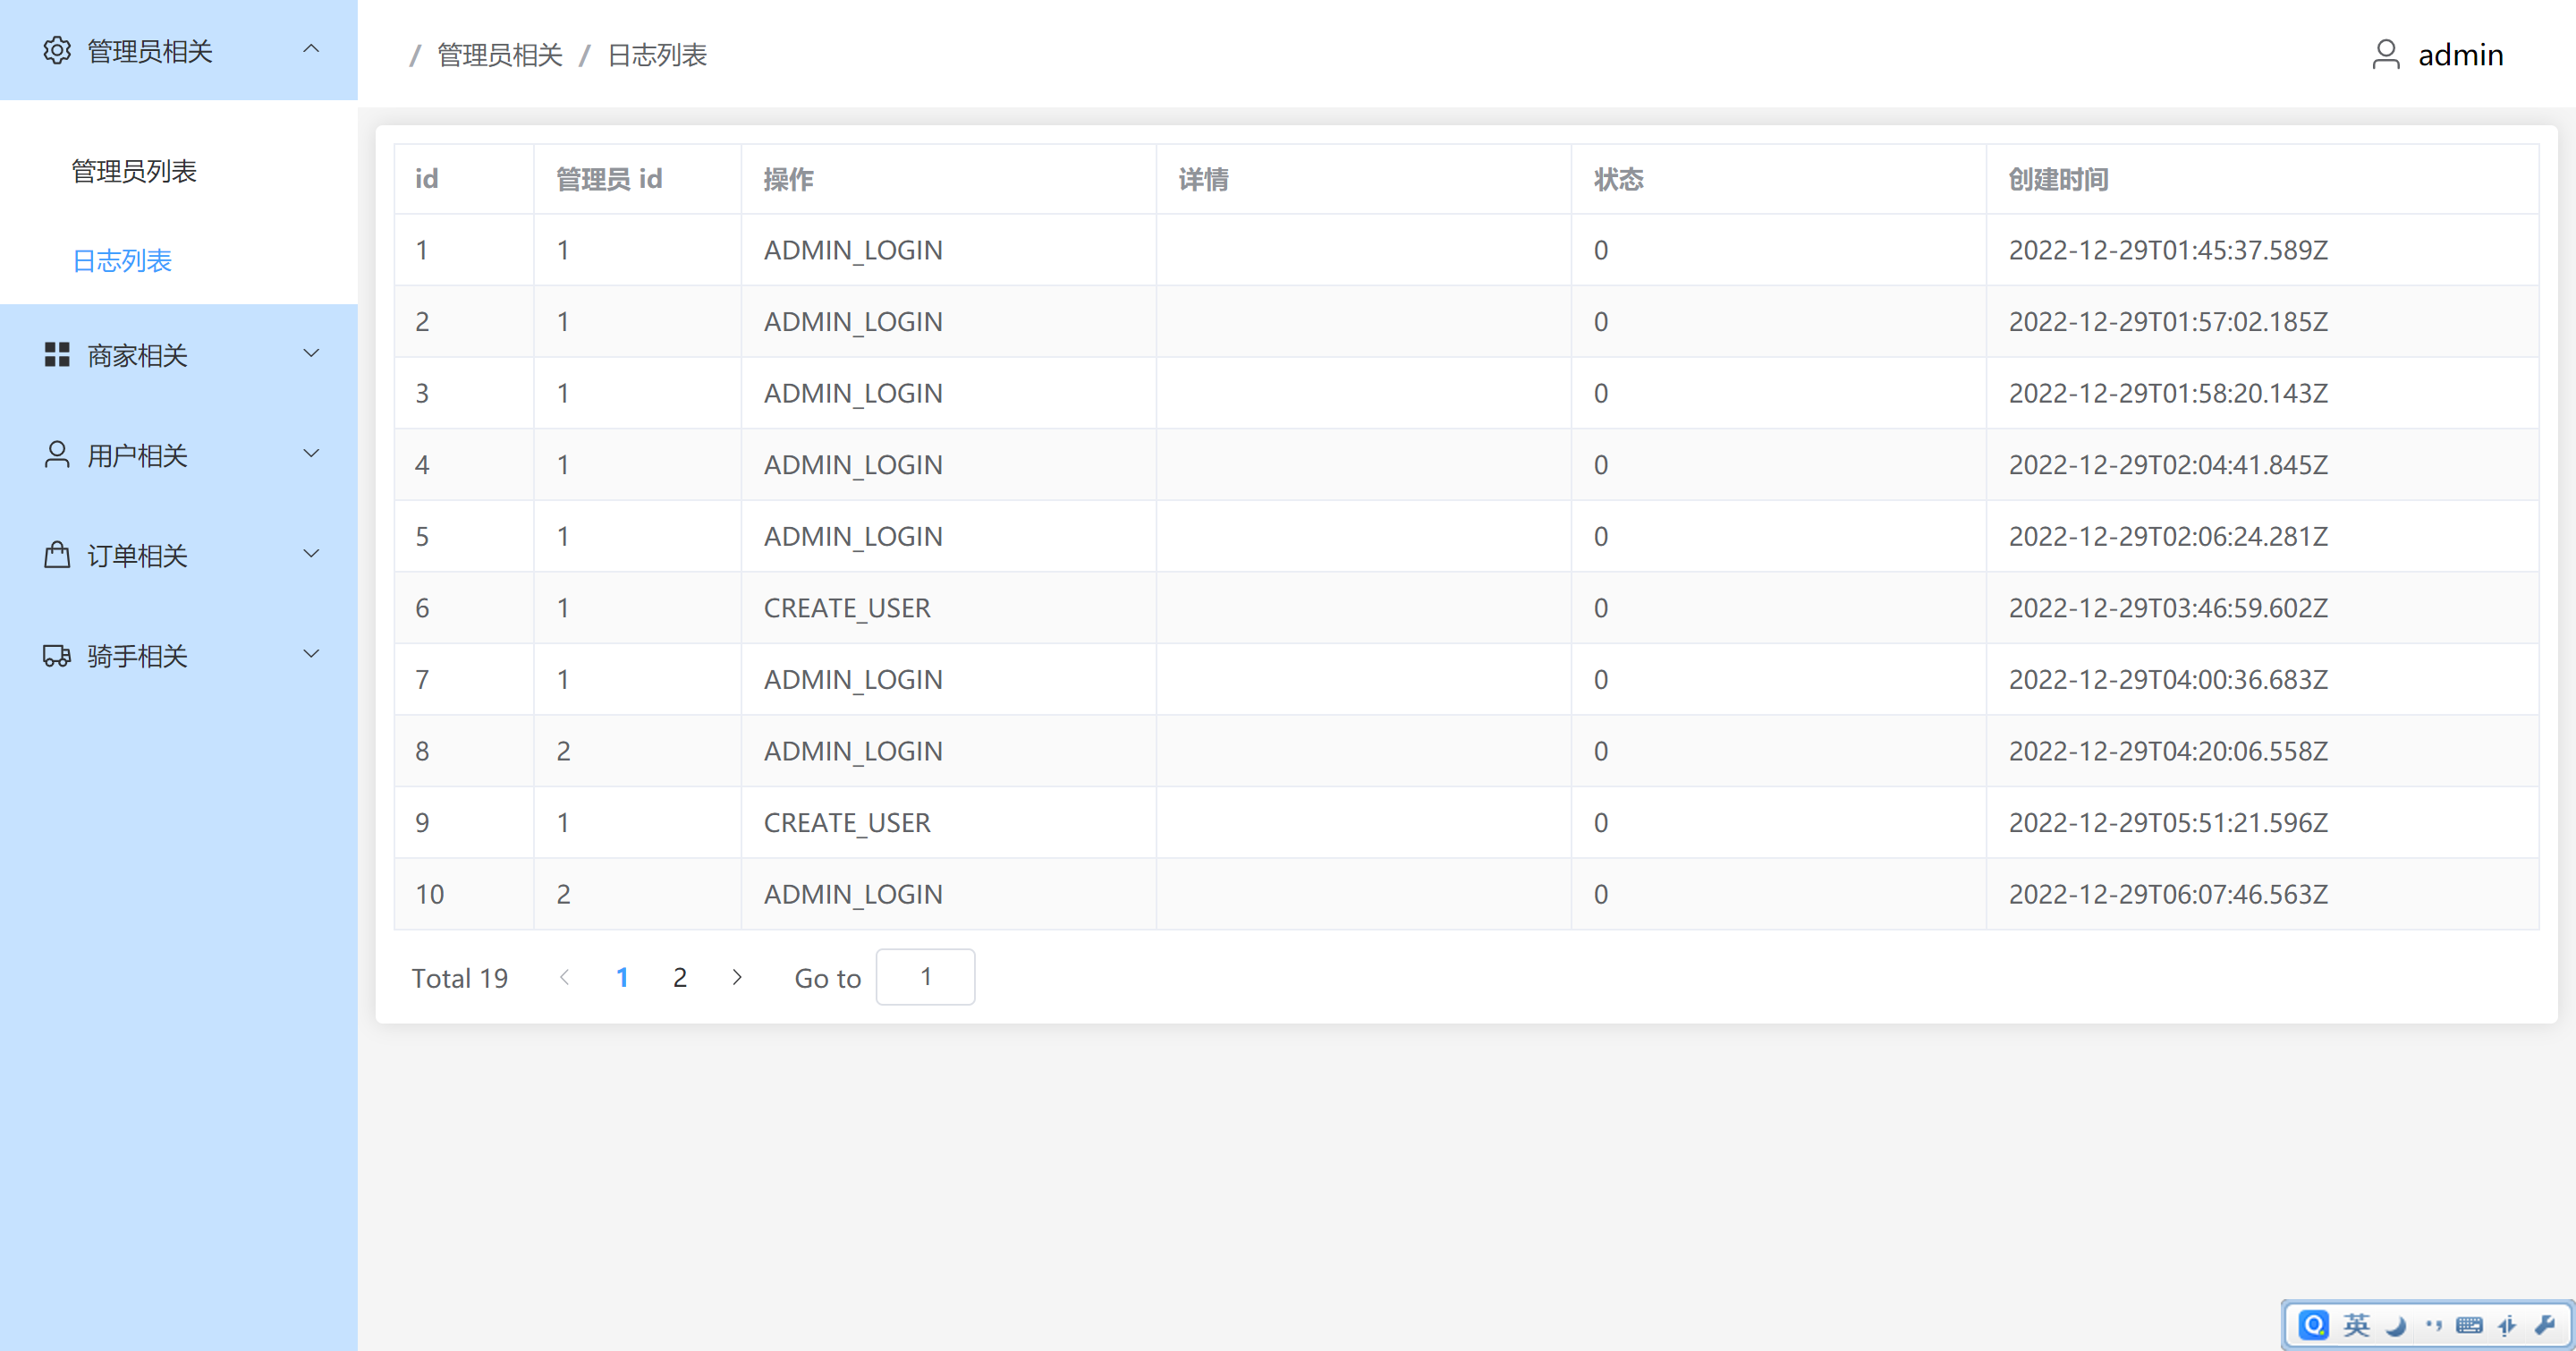 管理员相关
管理员列表
日志列表
商家相关
用户相关
订单相关
骑手相关
/ 管理员相关 / 日志列表
admin
id 管理员 id 操作 详情 状态 创建时间
1 1 ADMIN_LOGIN 0 2022-12-29T01:45:37.589Z
2 1 ADMIN_LOGIN 0 2022-12-29T01:57:02.185Z
3 1 ADMIN_LOGIN 0 2022-12-29T01:58:20.143Z
4 1 ADMIN_LOGIN 0 2022-12-29T02:04:41.845Z
5 1 ADMIN_LOGIN 0 2022-12-29T02:06:24.281Z
6 1 CREATE_USER 0 2022-12-29T03:46:59.602Z
7 1 ADMIN_LOGIN 0 2022-12-29T04:00:36.683Z
8 2 ADMIN_LOGIN 0 2022-12-29T04:20:06.558Z
9 1 CREATE_USER 0 2022-12-29T05:51:21.596Z
10 2 ADMIN_LOGIN 0 2022-12-29T06:07:46.563Z
Total 19 1 2 Go to 1
英